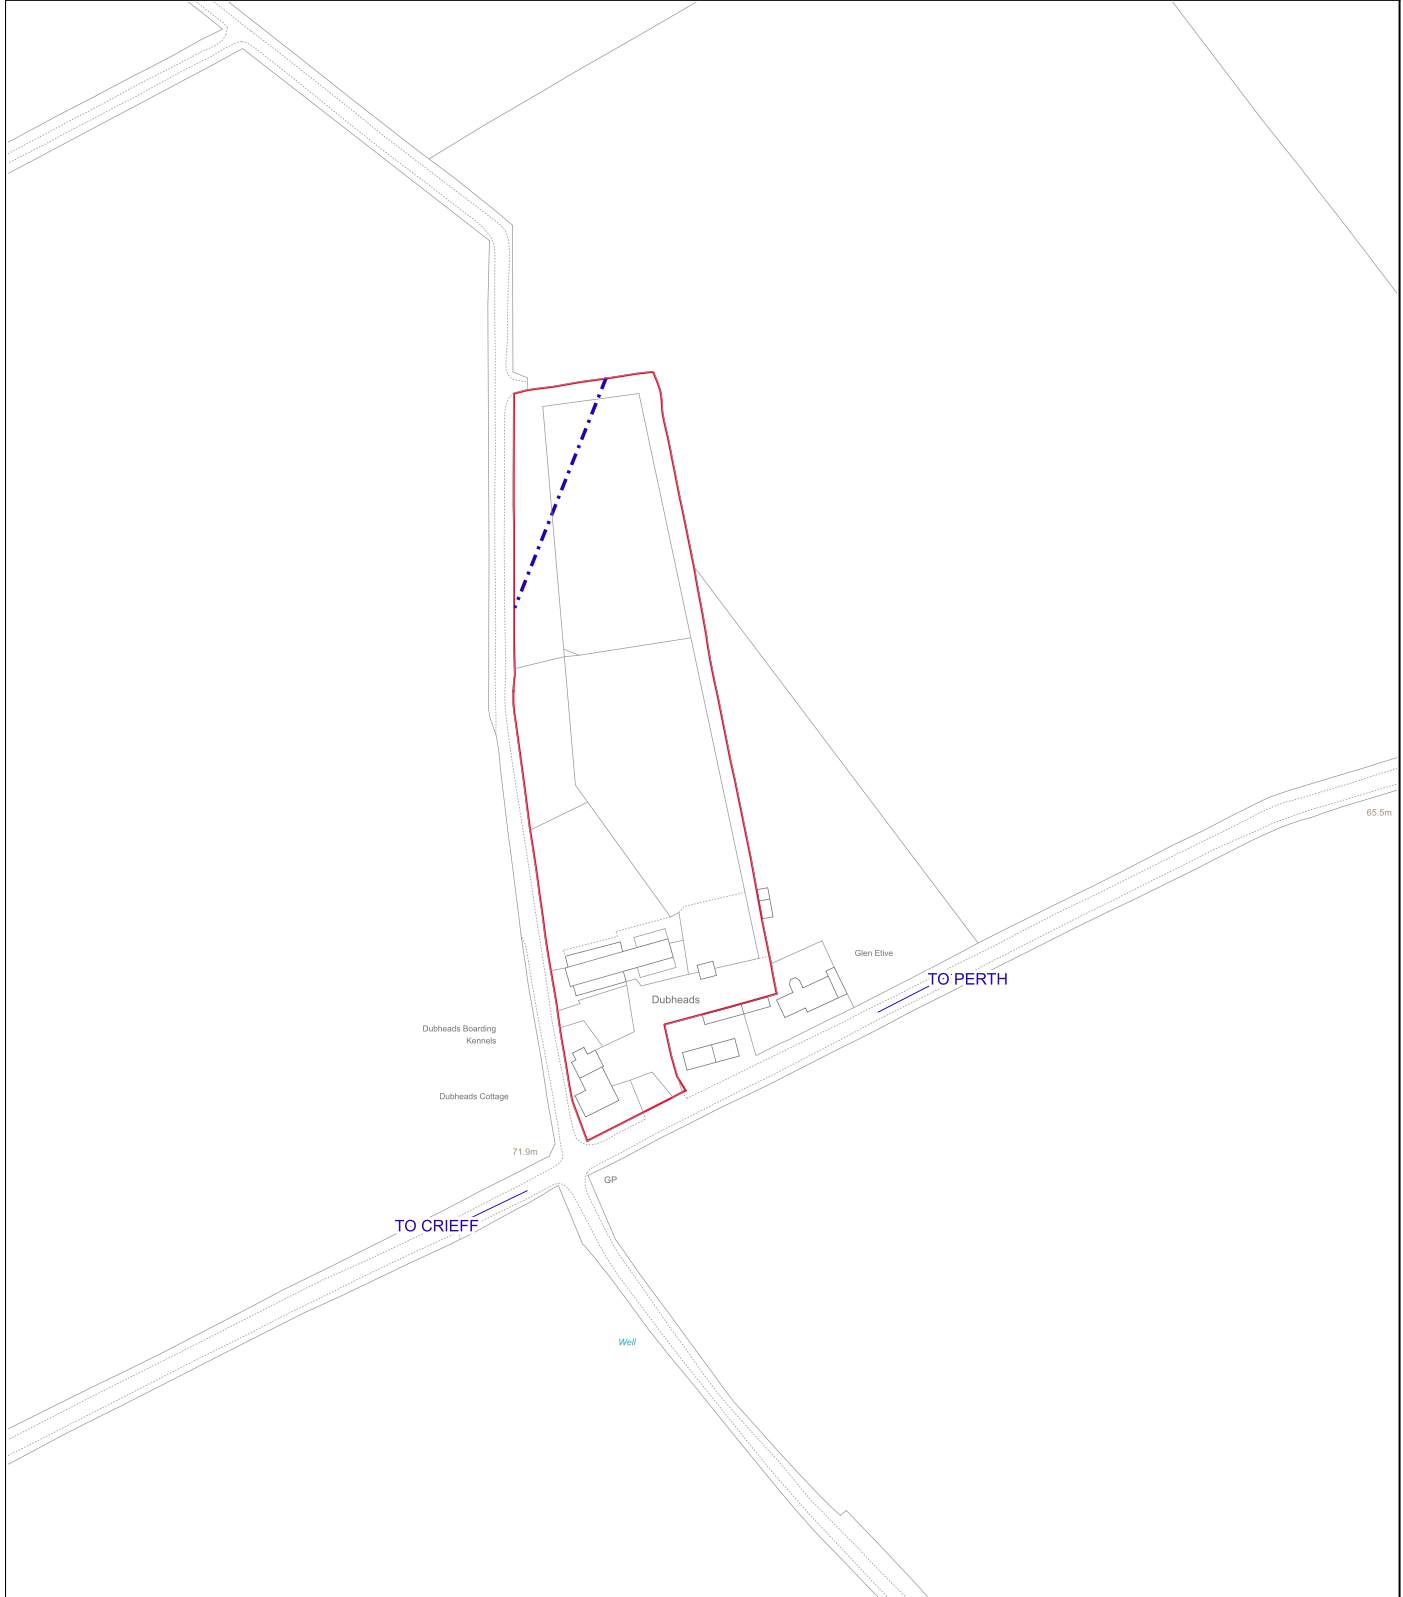 65.5m
Glen Etive
TO PERTH
Dubheads
Dubheads Boarding
Kennels
Dubheads Cottage
71.9m
GP
TO CRIEFF
Well